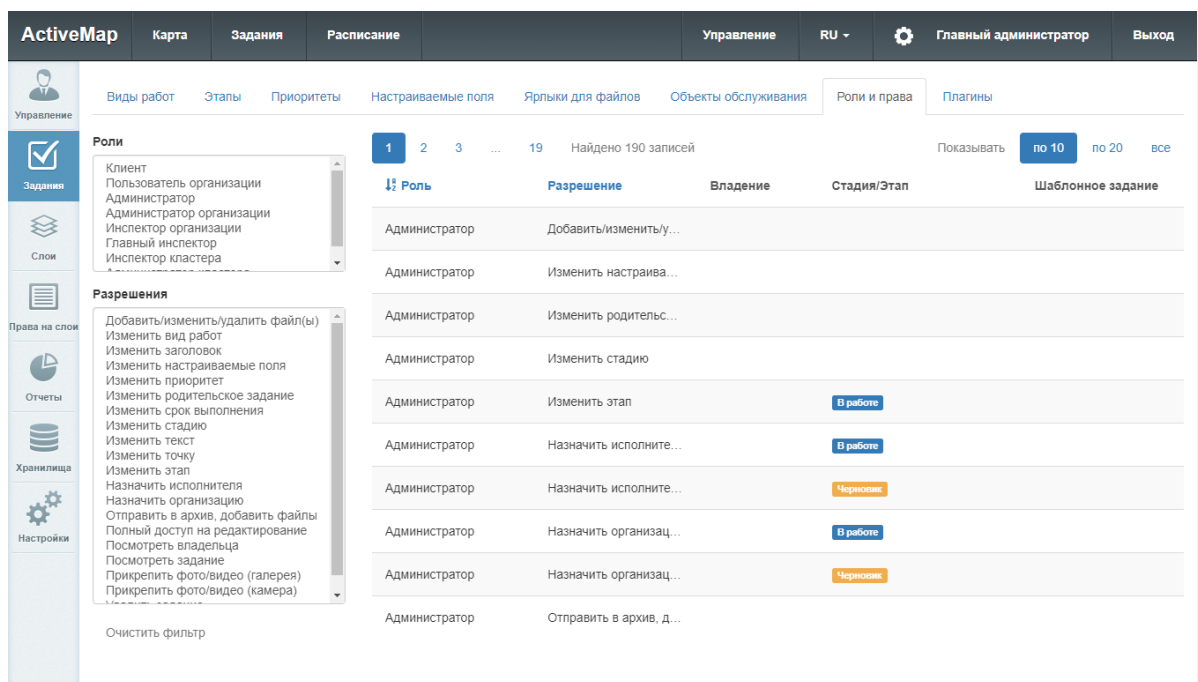 ActiveMap Карта Задания Расписание Управление RU Главный администратор Выход
Управление
Задания
Слои
Права на слои
Отчеты
Хранилища
Настройки
Виды работ Этапы Приоритеты Настраиваемые поля Ярлыки для файлов Объекты обслуживания Роли и права Плагины
Роли
Клиент
Пользователь организации
Администратор
Администратор организации
Инспектор организации
Главный инспектор
Инспектор кластера
Разрешения
Добавить/изменить/удалить файл(ы)
Изменить вид работ
Изменить заголовок
Изменить настраиваемые поля
Изменить приоритет
Изменить родительское задание
Изменить срок выполнения
Изменить стадию
Изменить текст
Изменить точку
Изменить этап
Назначить исполнителя
Назначить организацию
Отправить в архив, добавить файлы
Полный доступ на редактирование
Посмотреть владельца
Посмотреть задание
Прикрепить фото/видео (галерея)
Прикрепить фото/видео (камера)
Очистить фильтр
1 2 3 ... 19 Найдено 190 записей Показывать по 10 по 20 все
Роль Разрешение Владение Стадия/Этап Шаблонное задание
Администратор Добавить/изменить/у...
Администратор Изменить настраива...
Администратор Изменить родительс...
Администратор Изменить стадию
Администратор Изменить этап В работе
Администратор Назначить исполните... В работе
Администратор Назначить исполните... Черновик
Администратор Назначить организац... В работе
Администратор Назначить организац... Черновик
Администратор Отправить в архив, д...